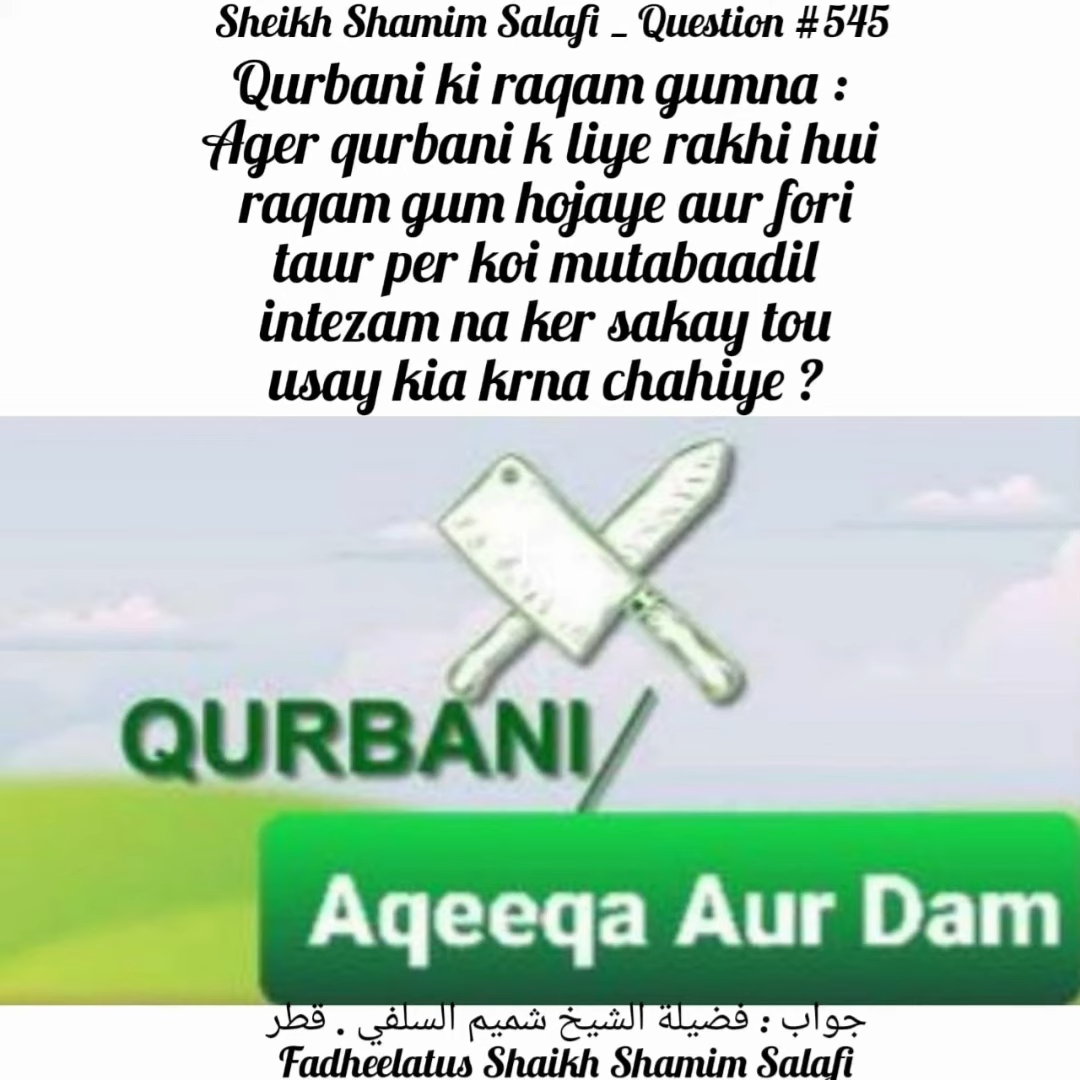 Sheikh Shamim Salafi _ Question #545
Qurbani ki raqam gumna :
Ager qurbani k liye rakhi hui
raqam gum hojaye aur fori
taur per koi mutabaadil
intezam na ker sakay tou
usay kia krna chahiye ?
QURBANI/
Aqeeqa Aur Dam
جواب : فضيلة الشيخ شميم السلفي . قطر
Fadheelatus Shaikh Shamim Salafi